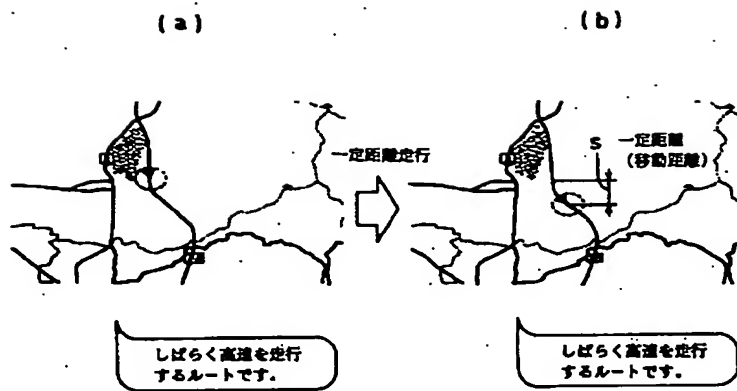 (a)
(b)
一定距離走行
S
一定距離
(移動距離)
しばらく高速を走行
するルートです。
しばらく高速を走行
するルートです。